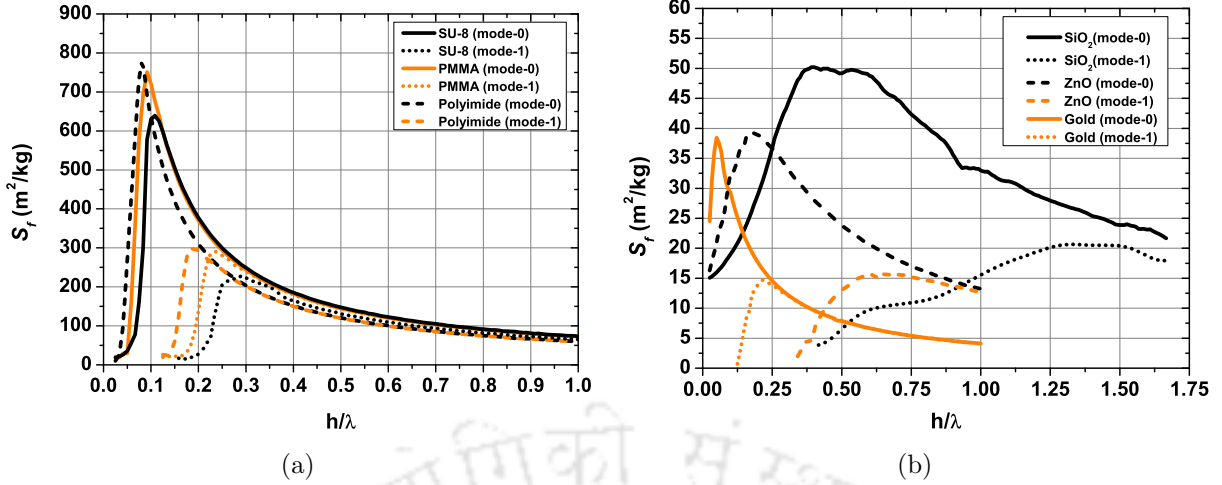 900
800
700
600
500
400
300
200
100
0
S_f (m²/kg)
SU-8 (mode-0)
SU-8 (mode-1)
PMMA (mode-0)
PMMA (mode-1)
Polyimide (mode-0)
Polyimide (mode-1)
0.0 0.1 0.2 0.3 0.4 0.5 0.6 0.7 0.8 0.9 1.0
h/λ
(a)
60
55
50
45
40
35
30
25
20
15
10
5
0
S_f (m²/kg)
SiO₂(mode-0)
SiO₂(mode-1)
ZnO (mode-0)
ZnO (mode-1)
Gold (mode-0)
Gold (mode-1)
0.00 0.25 0.50 0.75 1.00 1.25 1.50 1.75
h/λ
(b)